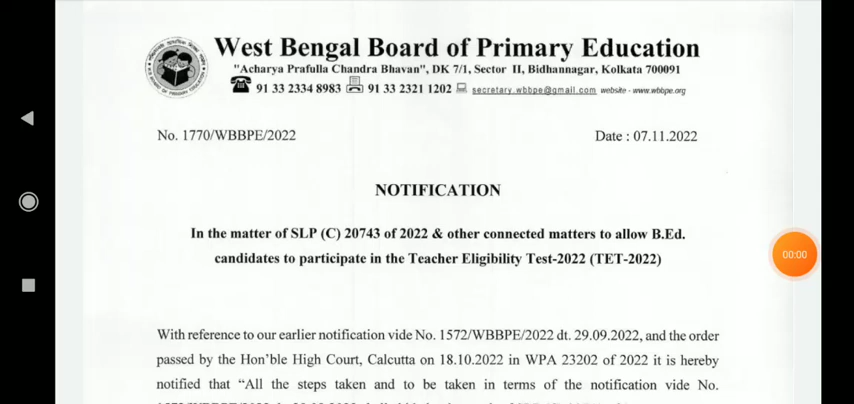 West Bengal Board of Primary Education
"Acharya Prafulla Chandra Bhavan", DK 7/1, Sector II, Bidhannagar, Kolkata 700091
91 33 2334 8983 91 33 2321 1202 secretary.wbbpe@gmail.com website - www.wbbpe.org
No. 1770/WBBPE/2022 Date : 07.11.2022
NOTIFICATION
In the matter of SLP (C) 20743 of 2022 & other connected matters to allow B.Ed.
candidates to participate in the Teacher Eligibility Test-2022 (TET-2022)
With reference to our earlier notification vide No. 1572/WBBPE/2022 dt. 29.09.2022, and the order
passed by the Hon'ble High Court, Calcutta on 18.10.2022 in WPA 23202 of 2022 it is hereby
notified that "All the steps taken and to be taken in terms of the notification vide No.
00:00